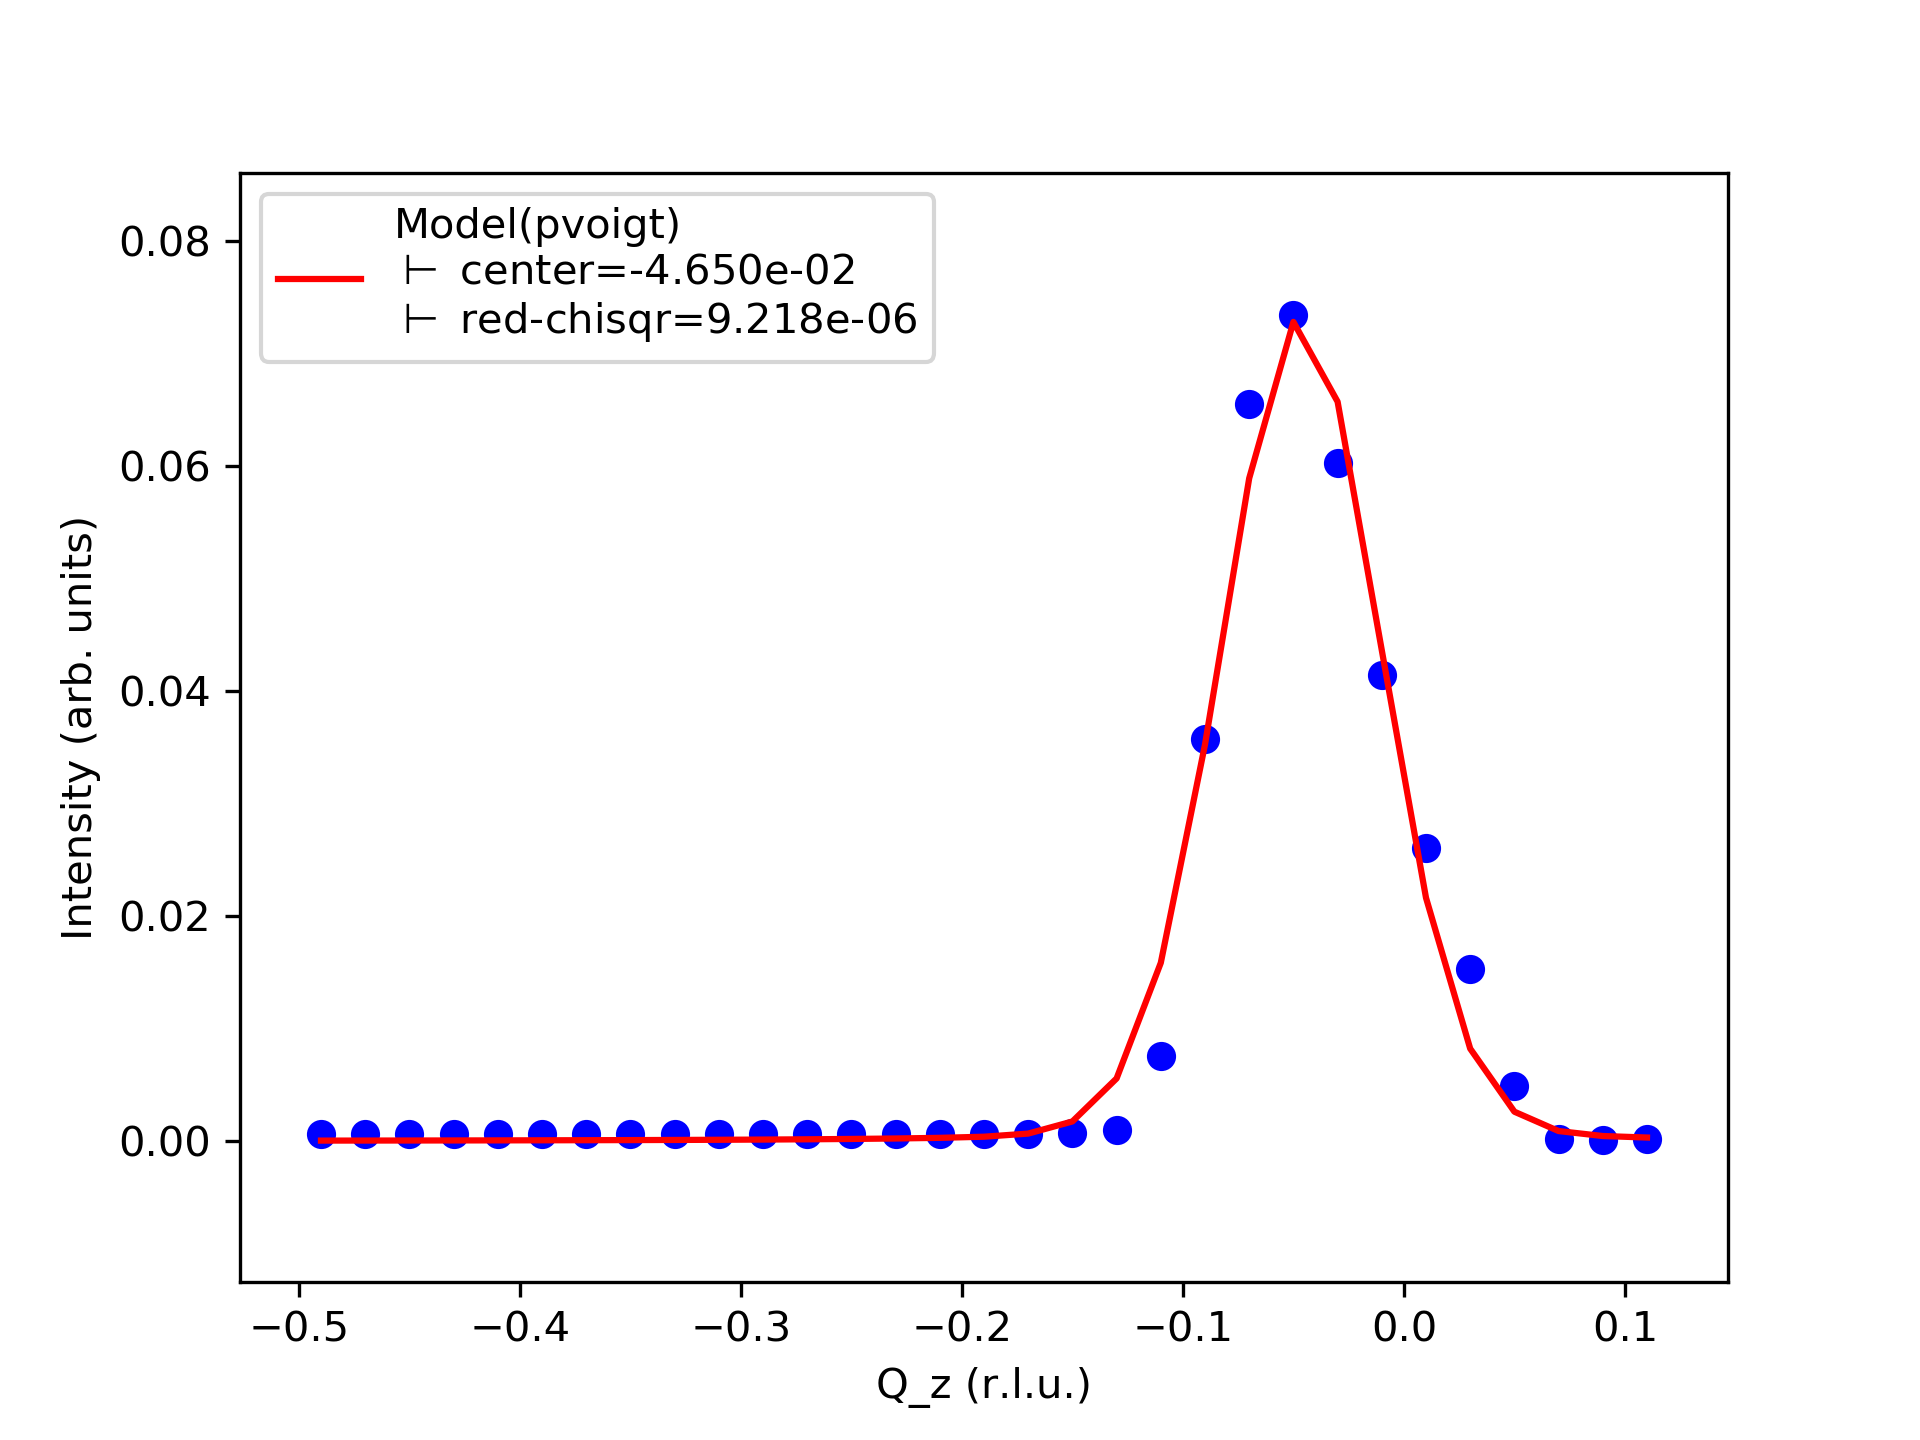 Model(pvoigt)
⊢ center=-4.650e-02
⊢ red-chisqr=9.218e-06
0.08
0.06
0.04
0.02
0.00
Intensity (arb. units)
−0.5 −0.4 −0.3 −0.2 −0.1 0.0 0.1
Q_z (r.l.u.)